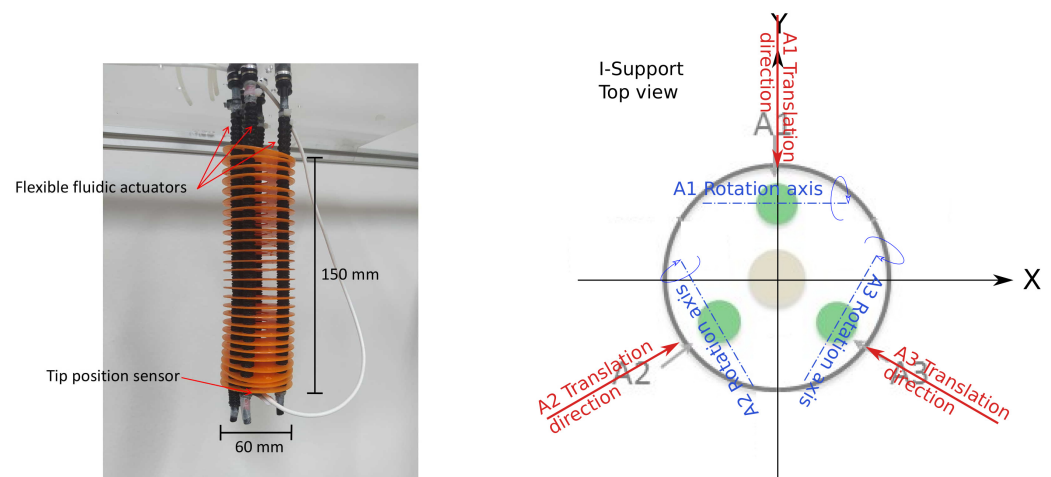 Flexible fluidic actuators
150 mm
Tip position sensor
60 mm
I-Support
Top view
Y
X
A1 Translation
direction
A1
A1 Rotation axis
A2 Rotation axis
A3 Rotation axis
A2 Translation
direction
A2
A3 Translation
direction
A3